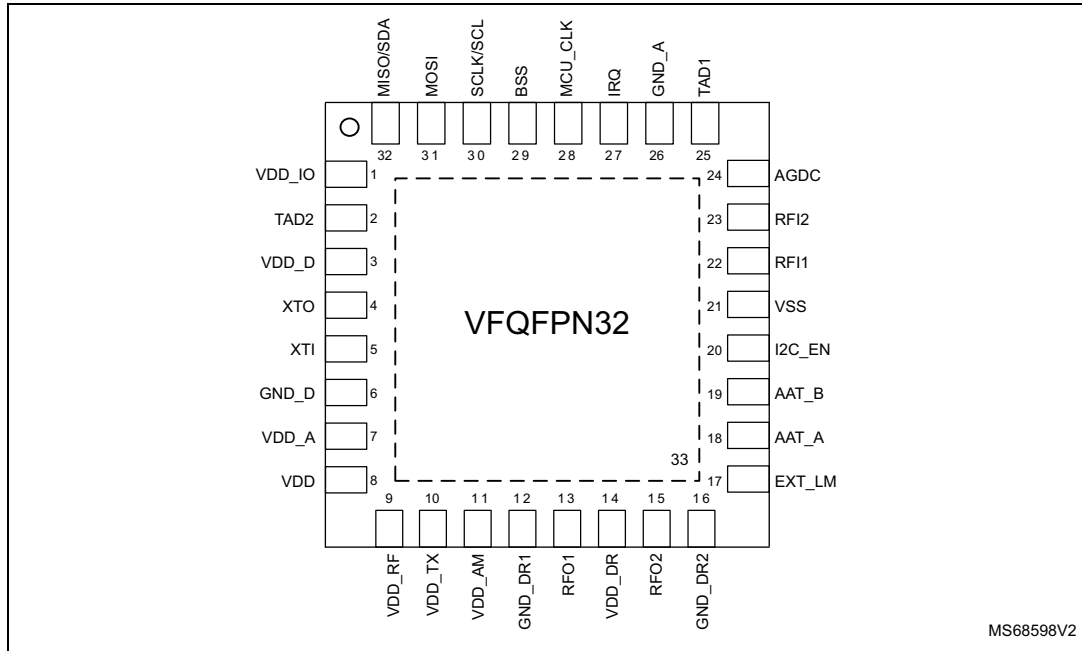 MISO/SDA
MOSI
SCLK/SCL
BSS
MCU_CLK
IRQ
GND_A
TAD1
32 31 30 29 28 27 26 25
VDD_IO 1
TAD2 2
VDD_D 3
XTO 4
XTI 5
GND_D 6
VDD_A 7
VDD 8
VFQFPN32
24 AGDC
23 RFI2
22 RFI1
21 VSS
20 I2C_EN
19 AAT_B
18 AAT_A
17 EXT_LM
33
9 10 11 12 13 14 15 16
VDD_RF
VDD_TX
VDD_AM
GND_DR1
RFO1
VDD_DR
RFO2
GND_DR2
MS68598V2